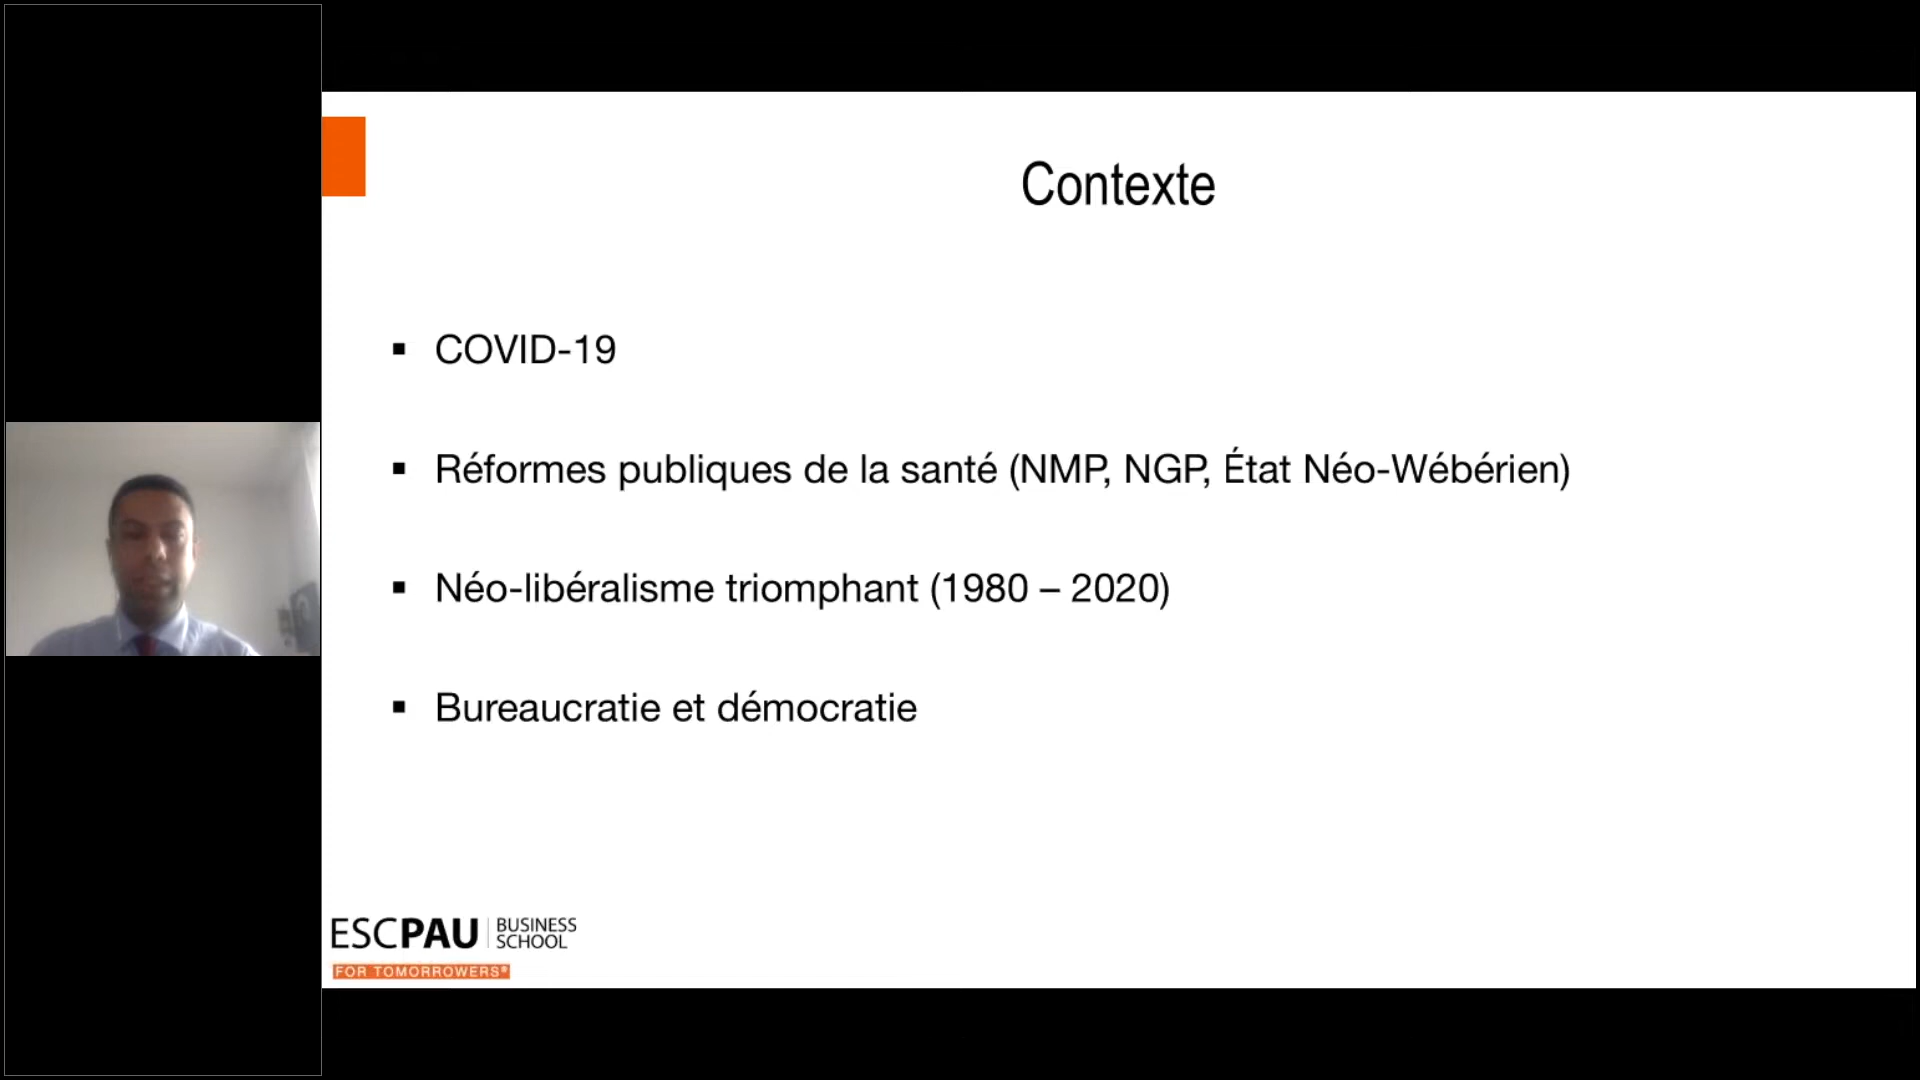 Contexte
▪ COVID-19
▪ Réformes publiques de la santé (NMP, NGP, État Néo-Wébérien)
▪ Néo-libéralisme triomphant (1980 – 2020)
▪ Bureaucratie et démocratie
ESCPAU BUSINESS
SCHOOL
FOR TOMORROWERS®